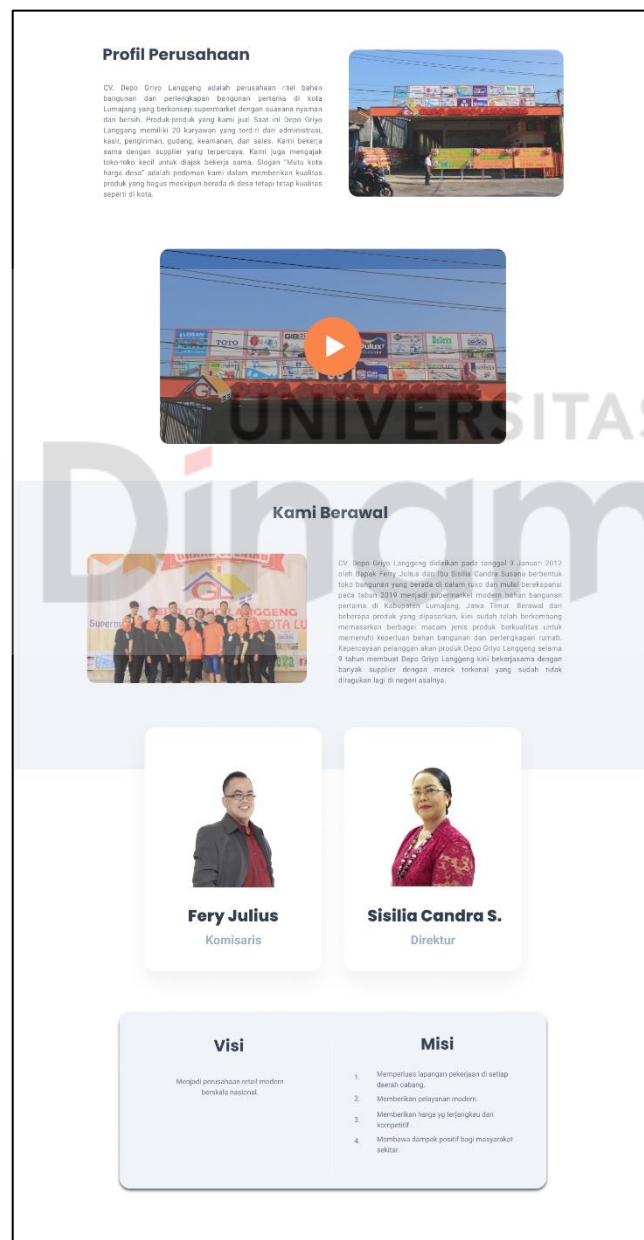 Profil Perusahaan
CV. Depo Griyo Langgeng adalah perusahaan ritel bahan
bangunan dan perlengkapan bangunan pertama di kota
Lumajang yang berkonsep supermarket dengan suasana nyaman
dan bersih. Produk-produk yang kami jual Saat ini Depo Griyo
Langgeng memiliki 20 karyawan yang terdiri dari administrasi,
kasir, pengiriman, gudang, keamanan, dan sales. Kami bekerja
sama dengan supplier yang terpercaya. Kami juga mengajak
toko-toko kecil untuk diajak bekerja sama. Slogan "Mutu kota
harga desa" adalah pedoman kami dalam memberikan kualitas
produk yang bagus meskipun berada di desa tetapi tetap kualitas
seperti di kota.
TOTO
Dulux
GL
UNIVERSITAS
Dinam
Kami Berawal
GRAND OPENING
GL
DEPO GRIYO LANGGENG
CV. Depo Griyo Langgeng didirikan pada tanggal 9 Januari 2012
oleh Bapak Ferry Julius dan Ibu Sisilia Candra Susana berbentuk
toko bangunan yang berada di dalam ruko dan mulai berekspansi
pada tahun 2019 menjadi supermarket modern bahan bangunan
pertama di Kabupaten Lumajang, Jawa Timur. Berawal dari
beberapa produk yang dipasarkan, kini sudah telah berkembang
memasarkan berbagai macam jenis produk berkualitas untuk
memenuhi keperluan bahan bangunan dan perlengkapan rumah.
Kepercayaan pelanggan akan produk Depo Griyo Langgeng selama
9 tahun membuat Depo Griyo Langgeng kini bekerjasama dengan
banyak supplier dengan merek terkenal yang sudah tidak
diragukan lagi di negeri asalnya.
Fery Julius
Komisaris
Sisilia Candra S.
Direktur
Visi
Menjadi perusahaan retail modern
berskala nasional.
Misi
1. Memperluas lapangan pekerjaan di setiap
daerah cabang.
2. Memberikan pelayanan modern.
3. Memberikan harga yg terjangkau dan
kompetitif
4. Membawa dampak positif bagi masyarakat
sekitar.